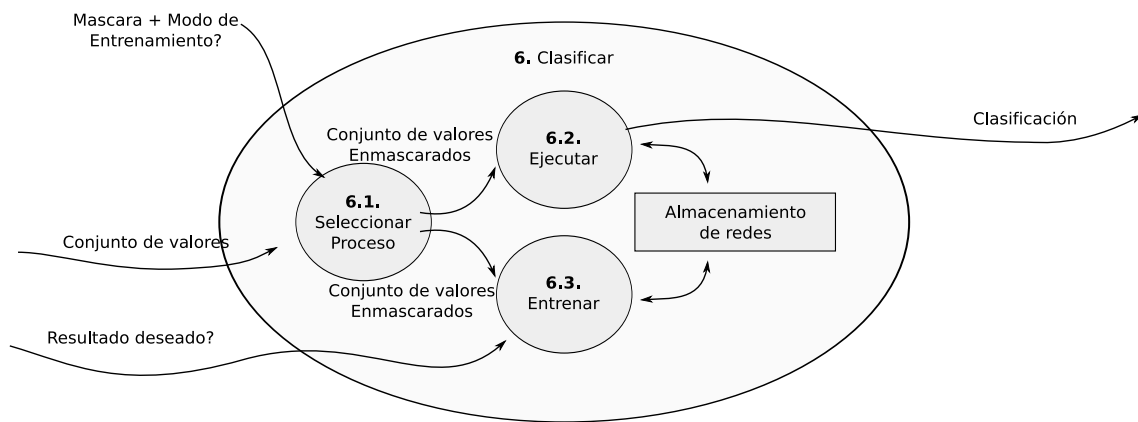 Mascara + Modo de
Entrenamiento?
6. Clasificar
Clasificación
Conjunto de valores
Enmascarados
6.2.
Ejecutar
6.1.
Seleccionar
Proceso
Almacenamiento
de redes
Conjunto de valores
Conjunto de valores
Enmascarados
6.3.
Entrenar
Resultado deseado?